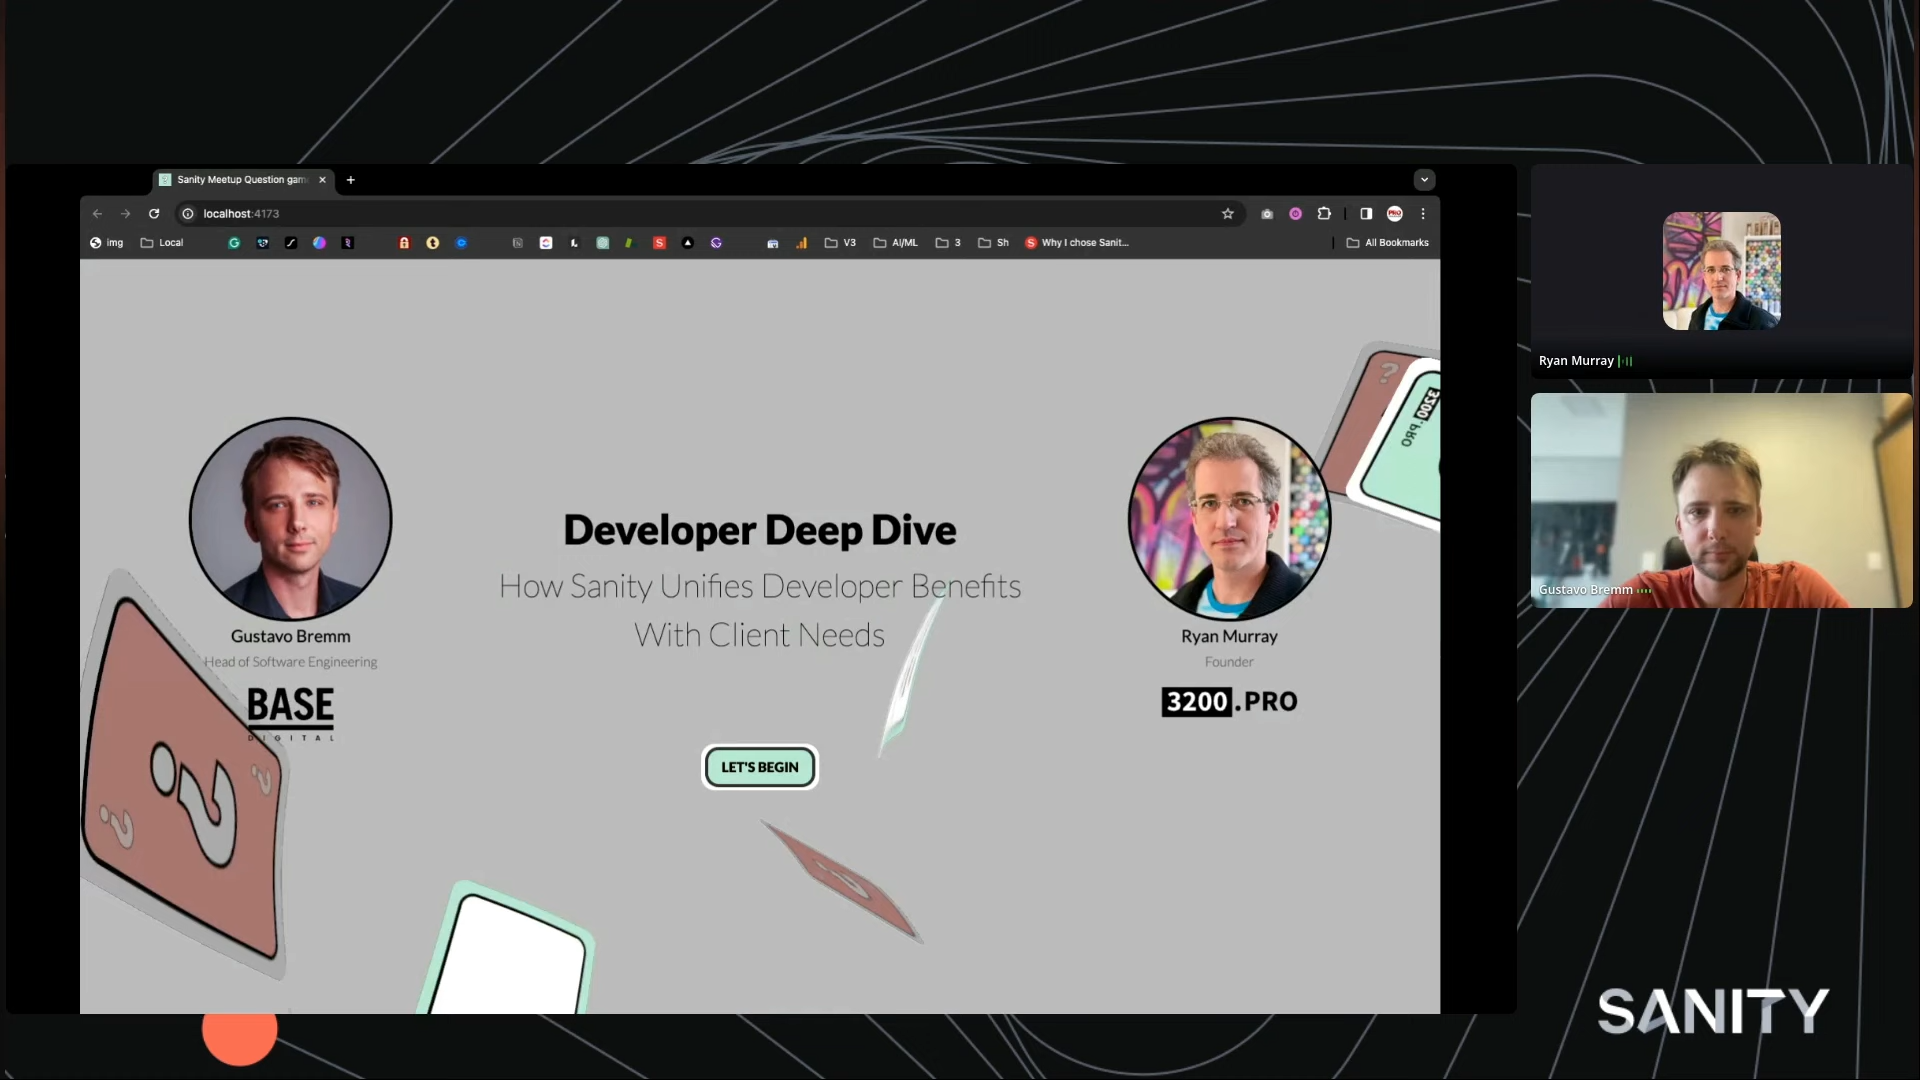 Sanity Meetup Question gam
localhost:4173
img
Local
V3
AI/ML
3
Sh
Why I chose Sanit...
All Bookmarks
Developer Deep Dive
How Sanity Unifies Developer Benefits
With Client Needs
LET'S BEGIN
Gustavo Bremm
Head of Software Engineering
BASE
DIGITAL
Ryan Murray
Founder
3200.PRO
3200.PRO
?
?
?
?
?
Ryan Murray
Gustavo Bremm
SANITY